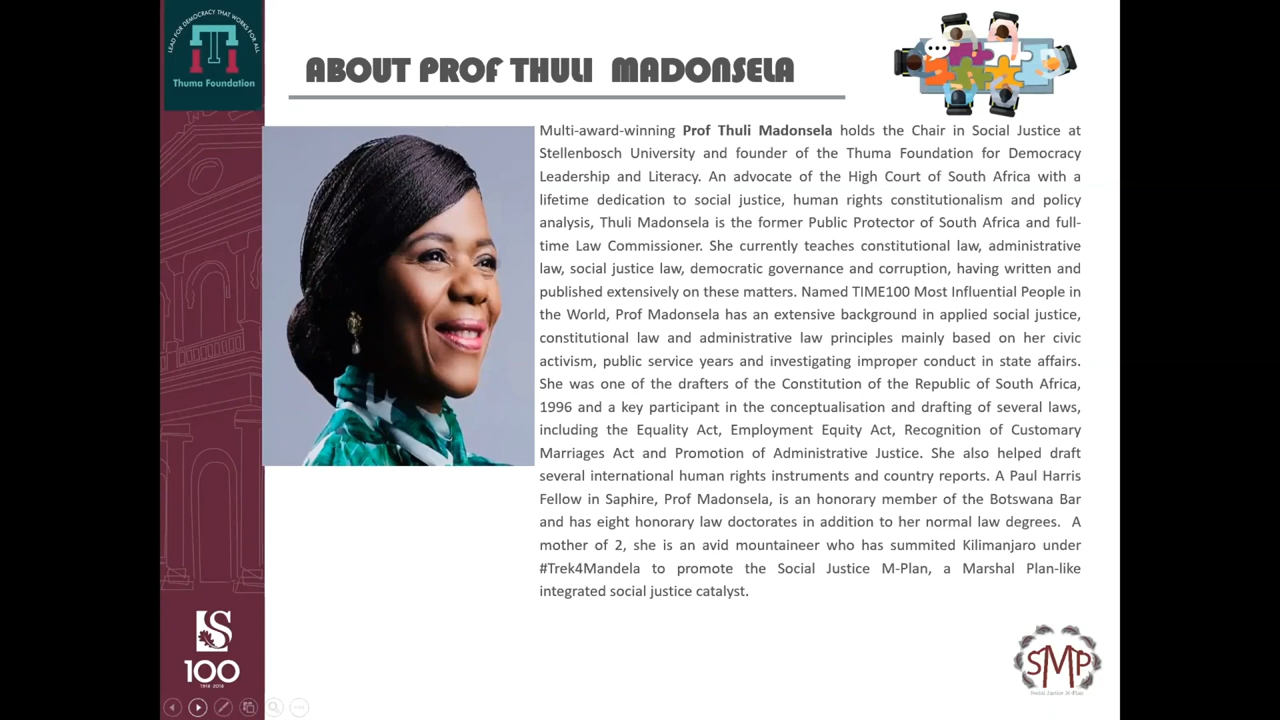 LEAD FOR DEMOCRACY THAT WORKS FOR ALL
Thuma Foundation
ABOUT PROF THULI MADONSELA
Multi-award-winning Prof Thuli Madonsela holds the Chair in Social Justice at
Stellenbosch University and founder of the Thuma Foundation for Democracy
Leadership and Literacy. An advocate of the High Court of South Africa with a
lifetime dedication to social justice, human rights constitutionalism and policy
analysis, Thuli Madonsela is the former Public Protector of South Africa and full-
time Law Commissioner. She currently teaches constitutional law, administrative
law, social justice law, democratic governance and corruption, having written and
published extensively on these matters. Named TIME100 Most Influential People in
the World, Prof Madonsela has an extensive background in applied social justice,
constitutional law and administrative law principles mainly based on her civic
activism, public service years and investigating improper conduct in state affairs.
She was one of the drafters of the Constitution of the Republic of South Africa,
1996 and a key participant in the conceptualisation and drafting of several laws,
including the Equality Act, Employment Equity Act, Recognition of Customary
Marriages Act and Promotion of Administrative Justice. She also helped draft
several international human rights instruments and country reports. A Paul Harris
Fellow in Saphire, Prof Madonsela, is an honorary member of the Botswana Bar
and has eight honorary law doctorates in addition to her normal law degrees. A
mother of 2, she is an avid mountaineer who has summited Kilimanjaro under
#Trek4Mandela to promote the Social Justice M-Plan, a Marshal Plan-like
integrated social justice catalyst.
S
100
1918 2018
SMP
Social Justice M-Plan